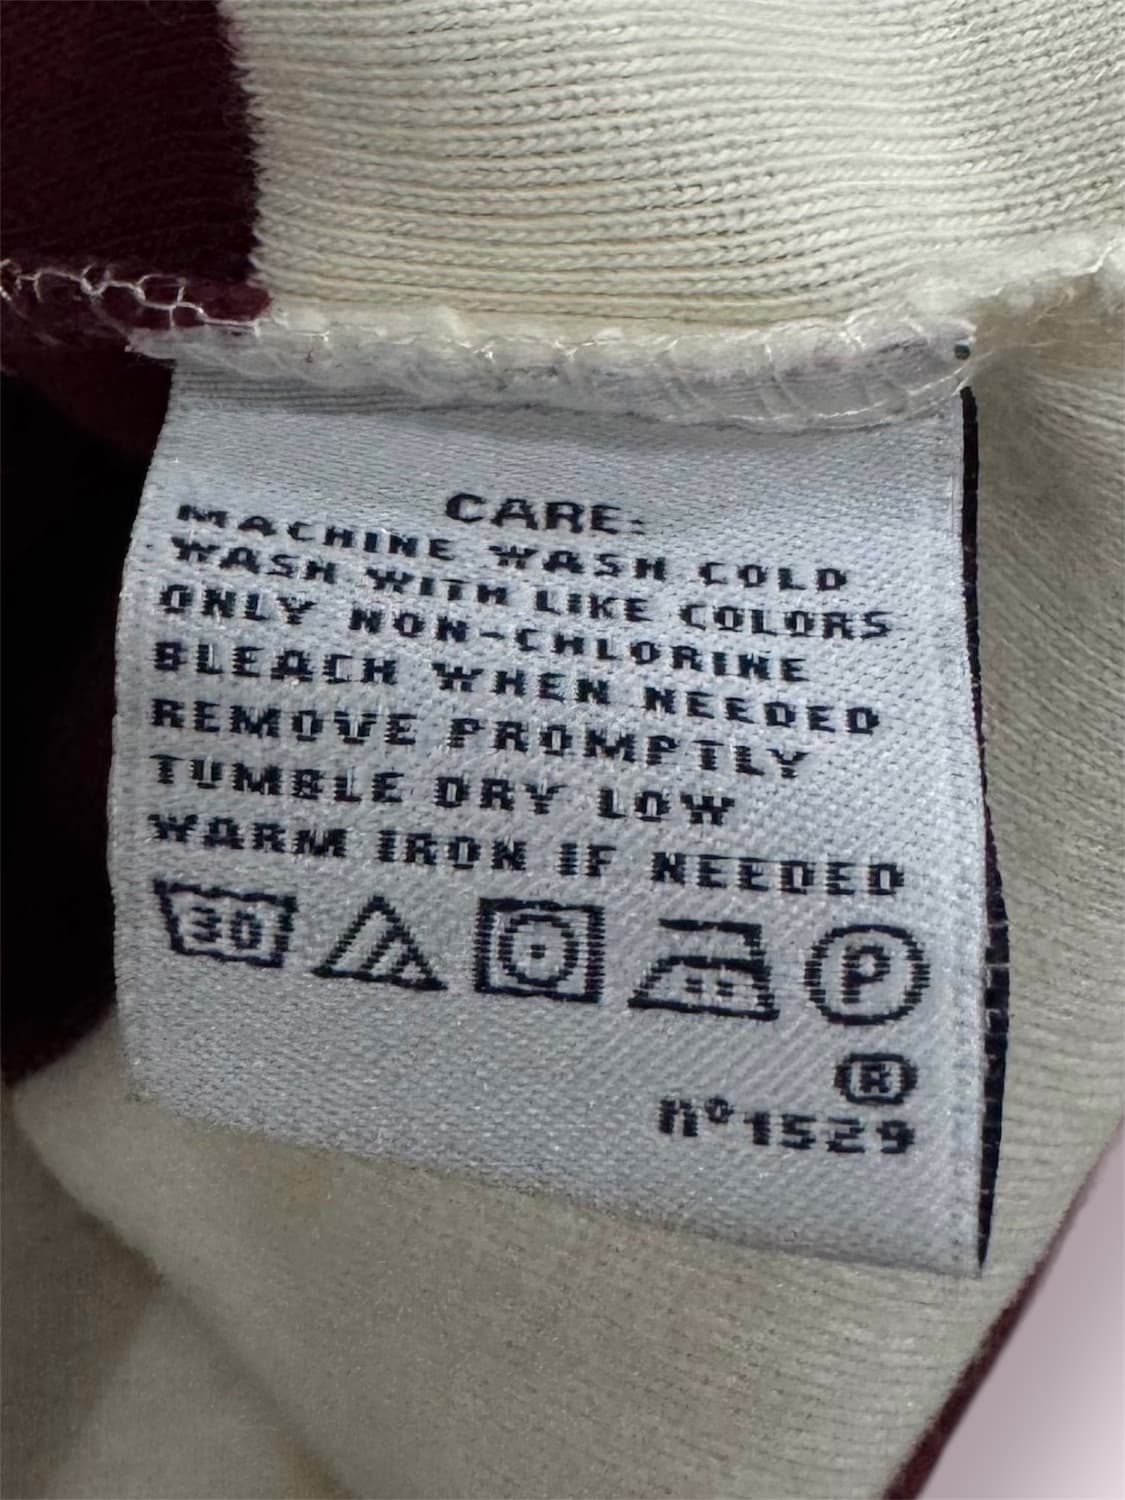 CARE:
MACHINE WASH COLD
WASH WITH LIKE COLORS
ONLY NON-CHLORINE
BLEACH WHEN NEEDED
REMOVE PROMPTLY
TUMBLE DRY LOW
WARM IRON IF NEEDED
30 P
®
nº1529